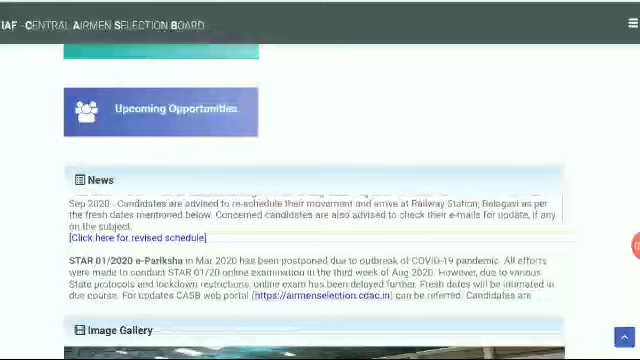 IAF - CENTRAL AIRMEN SELECTION BOARD
Upcoming Opportunities
News
Sep 2020 - Candidates are advised to re-schedule their movement and arrive at Railway Station, Belagavi as per
the fresh dates mentioned below. Concerned candidates are also advised to check their e-mails for update, if any
on the subject.
[Click here for revised schedule]
STAR 01/2020 e-Pariksha in Mar 2020 has been postponed due to outbreak of COVID-19 pandemic. All efforts
were made to conduct STAR 01/20 online examination in the third week of Aug 2020. However, due to various
State protocols and lockdown restrictions, online exam has been delayed further. Fresh dates will be intimated in
due course. For updates CASB web portal (https://airmenselection.cdac.in) can be referred. Candidates are
Image Gallery